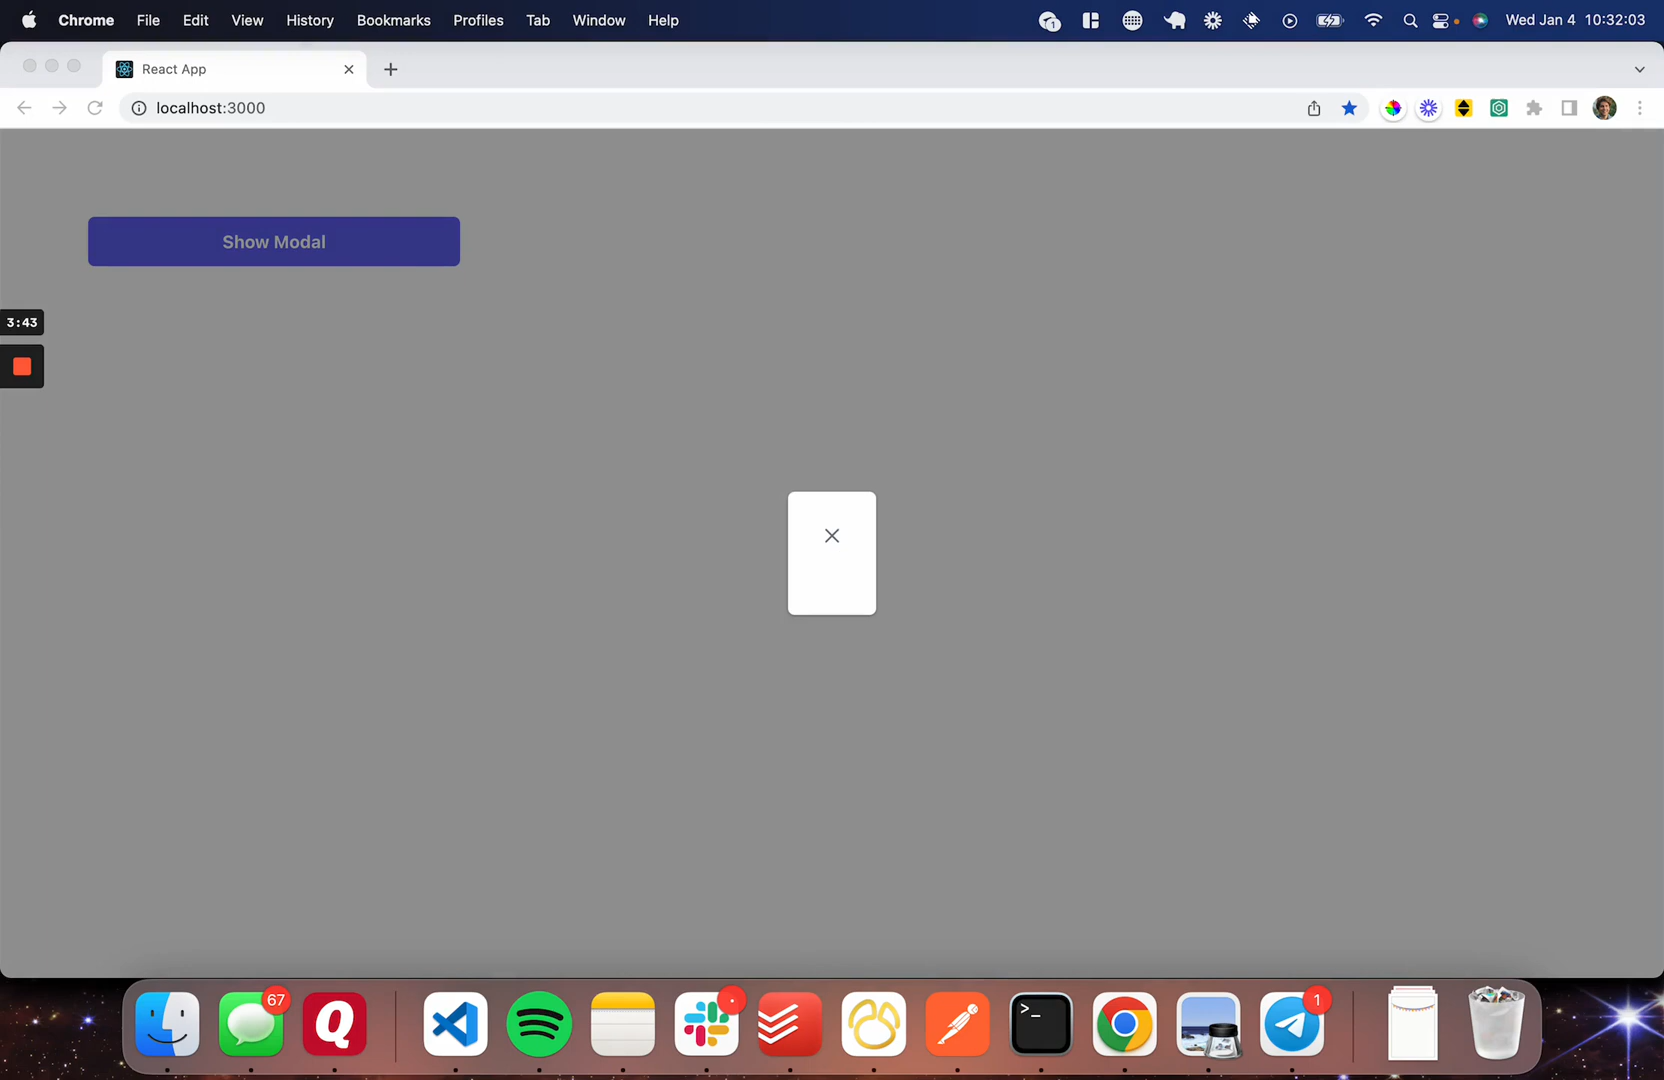 Chrome File Edit View History Bookmarks Profiles Tab Window Help 1 Wed Jan 4 10:32:03
React App
localhost:3000
Show Modal
3:43
67 1
>_